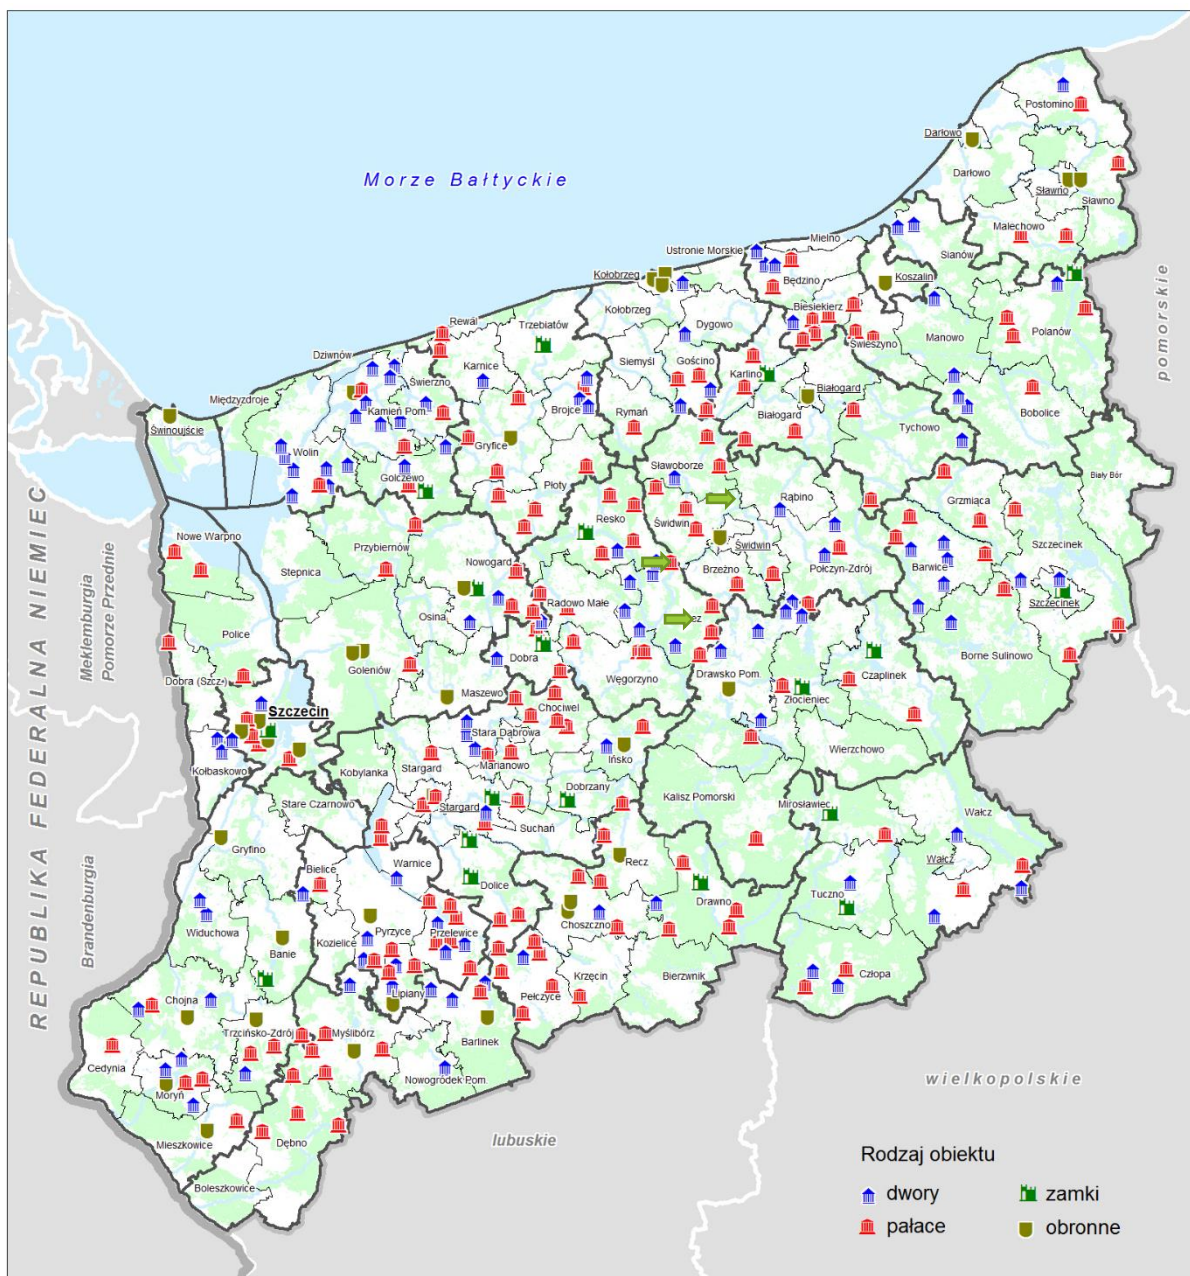 Postomino
Darłowo
Darłowo
Sławno
Sławno
Morze Bałtyckie
Malechowo
Mielno
Ustronie Morskie
Sianów
Kołobrzeg
Będzino
Koszalin
pomorskie
Kołobrzeg
Dygowo
Biesiekierz
Polanów
Manowo
Rewal
Trzebiatów
Świeszyno
Dziwnów
Karnice
Siemyśl
Gościno
Karlino
Białogard
Świerzno
Międzyzdroje
Kamień Pom.
Brojce
Rymań
Białogard
Bobolice
Świnoujście
Tychowo
Wolin
Gryfice
Sławoborze
Biały Bór
Golczewo
Płoty
Rąbino
Grzmiąca
Resko
Świdwin
Nowe Warpno
Przybiernów
Świdwin
Szczecinek
Stepnica
Nowogard
Brzeżno
Połczyn-Zdrój
Barwice
Radowo Małe
Szczecinek
Osina
ez
Police
Dobra
Borne Sulinowo
Goleniów
Węgorzyno
Drawsko Pom.
Czaplinek
Dobra (Szcz.)
Maszewo
Chociwel
Złocieniec
Szczecin
Stara Dąbrowa
Ińsko
Wierzchowo
Kołbaskowo
Kobylanka
Stargard
Marianowo
Dobrzany
Kalisz Pomorski
Mirosławiec
Stare Czarnowo
Stargard
Suchań
Wałcz
Gryfino
Warnice
Recz
Wałcz
Bielice
Dolice
Drawno
Tuczno
Widuchowa
Kozielice
Pyrzyce
Przelewice
Choszczno
Banie
Krzęcin
Bierzwnik
Człopa
Chojna
Lipiany
Pełczyce
Trzcińsko-Zdrój
Myślibórz
Barlinek
Cedynia
Nowogródek Pom.
Moryń
Mieszkowice
Dębno
Boleszkowice
REPUBLIKA FEDERALNA NIEMIEC
Meklemburgia
Pomorze Przednie
Brandenburgia
wielkopolskie
lubuskie
Rodzaj obiektu
dwory
zamki
pałace
obronne